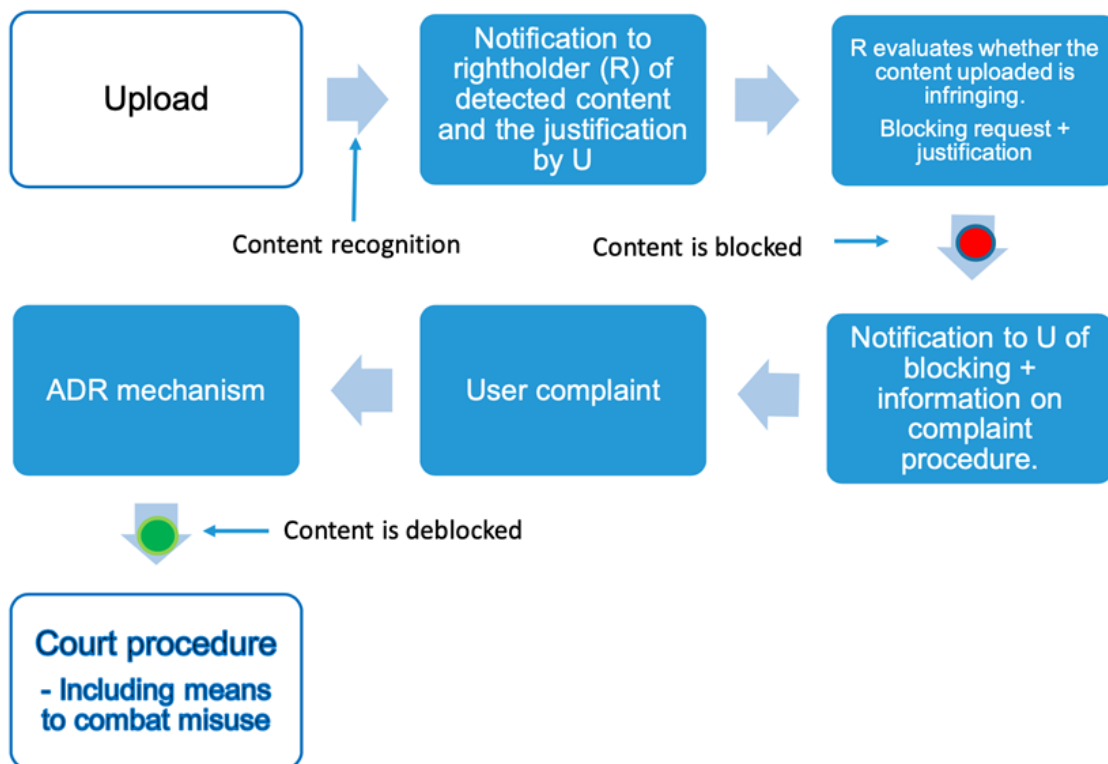 Upload
Notification to
rightholder (R) of
detected content
and the justification
by U
R evaluates whether the
content uploaded is
infringing.
Blocking request +
justification
Content recognition
Content is blocked
ADR mechanism
User complaint
Notification to U of
blocking +
information on
complaint
procedure.
Content is deblocked
Court procedure
- Including means
to combat misuse